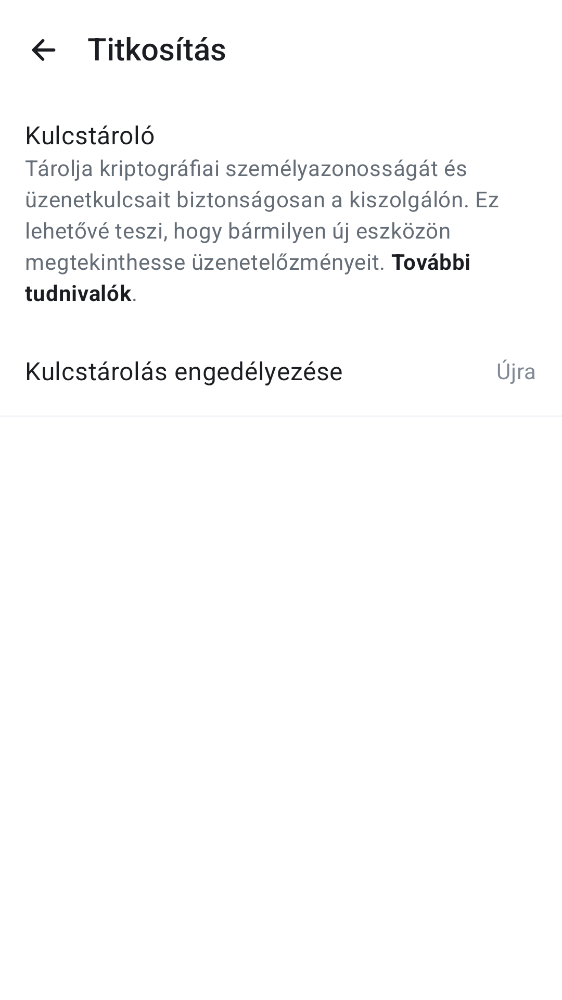 Titkosítás
Kulcstároló
Tárolja kriptográfiai személyazonosságát és
üzenetkulcsait biztonságosan a kiszolgálón. Ez
lehetővé teszi, hogy bármilyen új eszközön
megtekinthesse üzenetelőzményeit. További
tudnivalók.
Kulcstárolás engedélyezése Újra